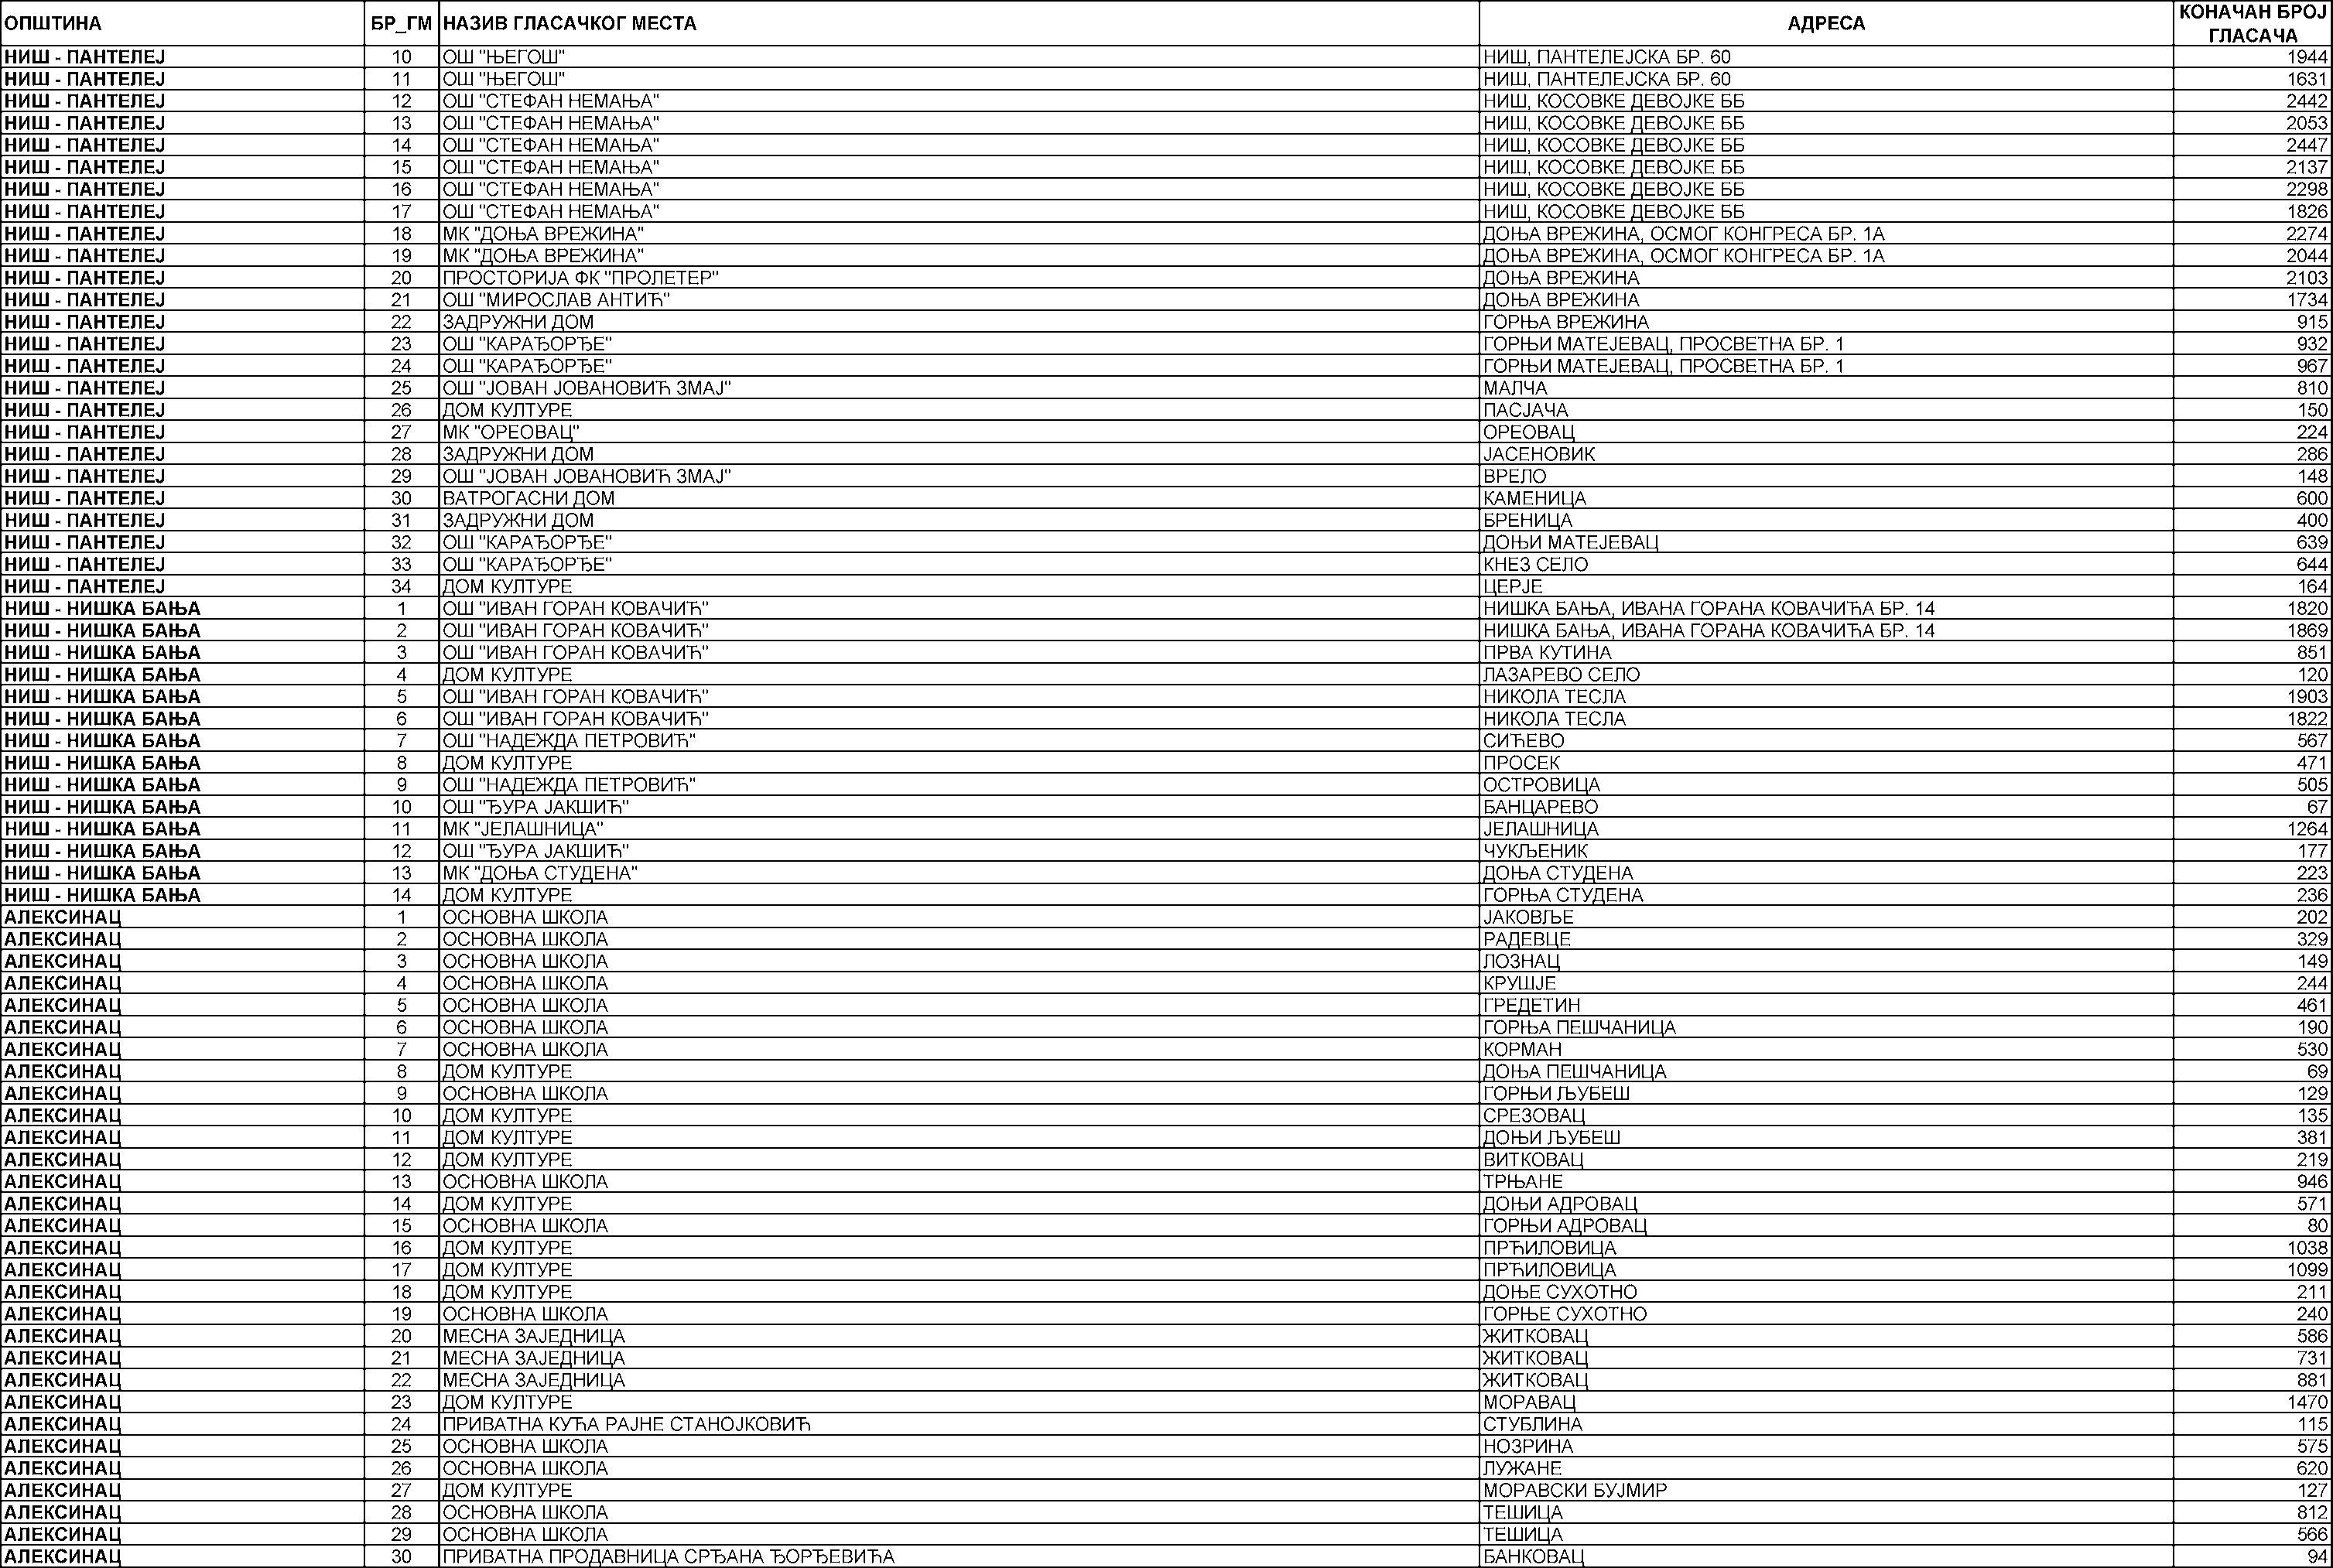 ОПШТИНА БР_ГМ НАЗИВ ГЛАСАЧКОГ МЕСТА АДРЕСА КОНАЧАН БРОЈ ГЛАСАЧА
НИШ - ПАНТЕЛЕЈ 10 ОШ "ЊЕГОШ" НИШ, ПАНТЕЛЕЈСКА БР. 60 1944
НИШ - ПАНТЕЛЕЈ 11 ОШ "ЊЕГОШ" НИШ, ПАНТЕЛЕЈСКА БР. 60 1631
НИШ - ПАНТЕЛЕЈ 12 ОШ "СТЕФАН НЕМАЊА" НИШ, КОСОВКЕ ДЕВОЈКЕ ББ 2442
НИШ - ПАНТЕЛЕЈ 13 ОШ "СТЕФАН НЕМАЊА" НИШ, КОСОВКЕ ДЕВОЈКЕ ББ 2053
НИШ - ПАНТЕЛЕЈ 14 ОШ "СТЕФАН НЕМАЊА" НИШ, КОСОВКЕ ДЕВОЈКЕ ББ 2447
НИШ - ПАНТЕЛЕЈ 15 ОШ "СТЕФАН НЕМАЊА" НИШ, КОСОВКЕ ДЕВОЈКЕ ББ 2137
НИШ - ПАНТЕЛЕЈ 16 ОШ "СТЕФАН НЕМАЊА" НИШ, КОСОВКЕ ДЕВОЈКЕ ББ 2298
НИШ - ПАНТЕЛЕЈ 17 ОШ "СТЕФАН НЕМАЊА" НИШ, КОСОВКЕ ДЕВОЈКЕ ББ 1826
НИШ - ПАНТЕЛЕЈ 18 МК "ДОЊА ВРЕЖИНА" ДОЊА ВРЕЖИНА, ОСМОГ КОНГРЕСА БР. 1А 2274
НИШ - ПАНТЕЛЕЈ 19 МК "ДОЊА ВРЕЖИНА" ДОЊА ВРЕЖИНА, ОСМОГ КОНГРЕСА БР. 1А 2044
НИШ - ПАНТЕЛЕЈ 20 ПРОСТОРИЈА ФК "ПРОЛЕТЕР" ДОЊА ВРЕЖИНА 2103
НИШ - ПАНТЕЛЕЈ 21 ОШ "МИРОСЛАВ АНТИЋ" ДОЊА ВРЕЖИНА 1734
НИШ - ПАНТЕЛЕЈ 22 ЗАДРУЖНИ ДОМ ГОРЊА ВРЕЖИНА 915
НИШ - ПАНТЕЛЕЈ 23 ОШ "КАРАЂОРЂЕ" ГОРЊИ МАТЕЈЕВАЦ, ПРОСВЕТНА БР. 1 932
НИШ - ПАНТЕЛЕЈ 24 ОШ "КАРАЂОРЂЕ" ГОРЊИ МАТЕЈЕВАЦ, ПРОСВЕТНА БР. 1 967
НИШ - ПАНТЕЛЕЈ 25 ОШ "ЈОВАН ЈОВАНОВИЋ ЗМАЈ" МАЛЧА 810
НИШ - ПАНТЕЛЕЈ 26 ДОМ КУЛТУРЕ ПАСЈАЧА 150
НИШ - ПАНТЕЛЕЈ 27 МК "ОРЕОВАЦ" ОРЕОВАЦ 224
НИШ - ПАНТЕЛЕЈ 28 ЗАДРУЖНИ ДОМ ЈАСЕНОВИК 286
НИШ - ПАНТЕЛЕЈ 29 ОШ "ЈОВАН ЈОВАНОВИЋ ЗМАЈ" ВРЕЛО 148
НИШ - ПАНТЕЛЕЈ 30 ВАТРОГАСНИ ДОМ КАМЕНИЦА 600
НИШ - ПАНТЕЛЕЈ 31 ЗАДРУЖНИ ДОМ БРЕНИЦА 400
НИШ - ПАНТЕЛЕЈ 32 ОШ "КАРАЂОРЂЕ" ДОЊИ МАТЕЈЕВАЦ 639
НИШ - ПАНТЕЛЕЈ 33 ОШ "КАРАЂОРЂЕ" КНЕЗ СЕЛО 644
НИШ - ПАНТЕЛЕЈ 34 ДОМ КУЛТУРЕ ЦЕРЈЕ 164
НИШ - НИШКА БАЊА 1 ОШ "ИВАН ГОРАН КОВАЧИЋ" НИШКА БАЊА, ИВАНА ГОРАНА КОВАЧИЋА БР. 14 1820
НИШ - НИШКА БАЊА 2 ОШ "ИВАН ГОРАН КОВАЧИЋ" НИШКА БАЊА, ИВАНА ГОРАНА КОВАЧИЋА БР. 14 1869
НИШ - НИШКА БАЊА 3 ОШ "ИВАН ГОРАН КОВАЧИЋ" ПРВА КУТИНА 851
НИШ - НИШКА БАЊА 4 ДОМ КУЛТУРЕ ЛАЗАРЕВО СЕЛО 120
НИШ - НИШКА БАЊА 5 ОШ "ИВАН ГОРАН КОВАЧИЋ" НИКОЛА ТЕСЛА 1903
НИШ - НИШКА БАЊА 6 ОШ "ИВАН ГОРАН КОВАЧИЋ" НИКОЛА ТЕСЛА 1822
НИШ - НИШКА БАЊА 7 ОШ "НАДЕЖДА ПЕТРОВИЋ" СИЋЕВО 567
НИШ - НИШКА БАЊА 8 ДОМ КУЛТУРЕ ПРОСЕК 471
НИШ - НИШКА БАЊА 9 ОШ "НАДЕЖДА ПЕТРОВИЋ" ОСТРОВИЦА 505
НИШ - НИШКА БАЊА 10 ОШ "ЂУРА ЈАКШИЋ" БАНЦАРЕВО 67
НИШ - НИШКА БАЊА 11 МК "ЈЕЛАШНИЦА" ЈЕЛАШНИЦА 1264
НИШ - НИШКА БАЊА 12 ОШ "ЂУРА ЈАКШИЋ" ЧУКЉЕНИК 177
НИШ - НИШКА БАЊА 13 МК "ДОЊА СТУДЕНА" ДОЊА СТУДЕНА 223
НИШ - НИШКА БАЊА 14 ДОМ КУЛТУРЕ ГОРЊА СТУДЕНА 236
АЛЕКСИНАЦ 1 ОСНОВНА ШКОЛА ЈАКОВЉЕ 202
АЛЕКСИНАЦ 2 ОСНОВНА ШКОЛА РАДЕВЦЕ 329
АЛЕКСИНАЦ 3 ОСНОВНА ШКОЛА ЛОЗНАЦ 149
АЛЕКСИНАЦ 4 ОСНОВНА ШКОЛА КРУШЈЕ 244
АЛЕКСИНАЦ 5 ОСНОВНА ШКОЛА ГРЕДЕТИН 461
АЛЕКСИНАЦ 6 ОСНОВНА ШКОЛА ГОРЊА ПЕШЧАНИЦА 190
АЛЕКСИНАЦ 7 ОСНОВНА ШКОЛА КОРМАН 530
АЛЕКСИНАЦ 8 ДОМ КУЛТУРЕ ДОЊА ПЕШЧАНИЦА 69
АЛЕКСИНАЦ 9 ОСНОВНА ШКОЛА ГОРЊИ ЉУБЕШ 129
АЛЕКСИНАЦ 10 ДОМ КУЛТУРЕ СРЕЗОВАЦ 135
АЛЕКСИНАЦ 11 ДОМ КУЛТУРЕ ДОЊИ ЉУБЕШ 381
АЛЕКСИНАЦ 12 ДОМ КУЛТУРЕ ВИТКОВАЦ 219
АЛЕКСИНАЦ 13 ОСНОВНА ШКОЛА ТРЊАНЕ 946
АЛЕКСИНАЦ 14 ДОМ КУЛТУРЕ ДОЊИ АДРОВАЦ 571
АЛЕКСИНАЦ 15 ОСНОВНА ШКОЛА ГОРЊИ АДРОВАЦ 80
АЛЕКСИНАЦ 16 ДОМ КУЛТУРЕ ПРЋИЛОВИЦА 1038
АЛЕКСИНАЦ 17 ДОМ КУЛТУРЕ ПРЋИЛОВИЦА 1099
АЛЕКСИНАЦ 18 ДОМ КУЛТУРЕ ДОЊЕ СУХОТНО 211
АЛЕКСИНАЦ 19 ОСНОВНА ШКОЛА ГОРЊЕ СУХОТНО 240
АЛЕКСИНАЦ 20 МЕСНА ЗАЈЕДНИЦА ЖИТКОВАЦ 586
АЛЕКСИНАЦ 21 МЕСНА ЗАЈЕДНИЦА ЖИТКОВАЦ 731
АЛЕКСИНАЦ 22 МЕСНА ЗАЈЕДНИЦА ЖИТКОВАЦ 881
АЛЕКСИНАЦ 23 ДОМ КУЛТУРЕ МОРАВАЦ 1470
АЛЕКСИНАЦ 24 ПРИВАТНА КУЋА РАЈНЕ СТАНОЈКОВИЋ СТУБЛИНА 115
АЛЕКСИНАЦ 25 ОСНОВНА ШКОЛА НОЗРИНА 575
АЛЕКСИНАЦ 26 ОСНОВНА ШКОЛА ЛУЖАНЕ 620
АЛЕКСИНАЦ 27 ДОМ КУЛТУРЕ МОРАВСКИ БУЈМИР 127
АЛЕКСИНАЦ 28 ОСНОВНА ШКОЛА ТЕШИЦА 812
АЛЕКСИНАЦ 29 ОСНОВНА ШКОЛА ТЕШИЦА 566
АЛЕКСИНАЦ 30 ПРИВАТНА ПРОДАВНИЦА СРЂАНА ЂОРЂЕВИЋА БАНКОВАЦ 94